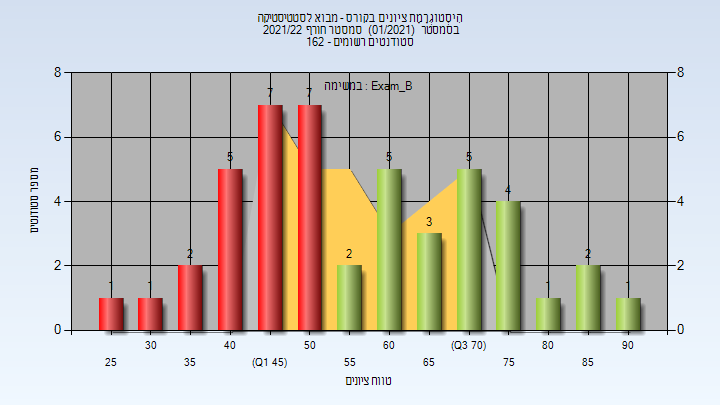 הִיסְטוֹגְרָמַת ציונים בקורס - מבוא לסטטיסטיקה
בסמסטר (01/2021) סמסטר חורף 2021/22
סטודנטים רשומים - 162
במשימה : Exam_B
מספר סטודנטים
8 8
6 6
4 4
2 2
0 0
1 1 2 5 7 7 2 5 3 5 4 1 2 1
30 40 50 60 (Q3 70) 80 90
25 35 (Q1 45) 55 65 75 85
טווח ציונים